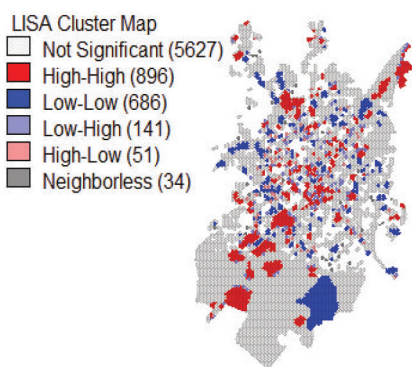 LISA Cluster Map
Not Significant (5627)
High-High (896)
Low-Low (686)
Low-High (141)
High-Low (51)
Neighborless (34)